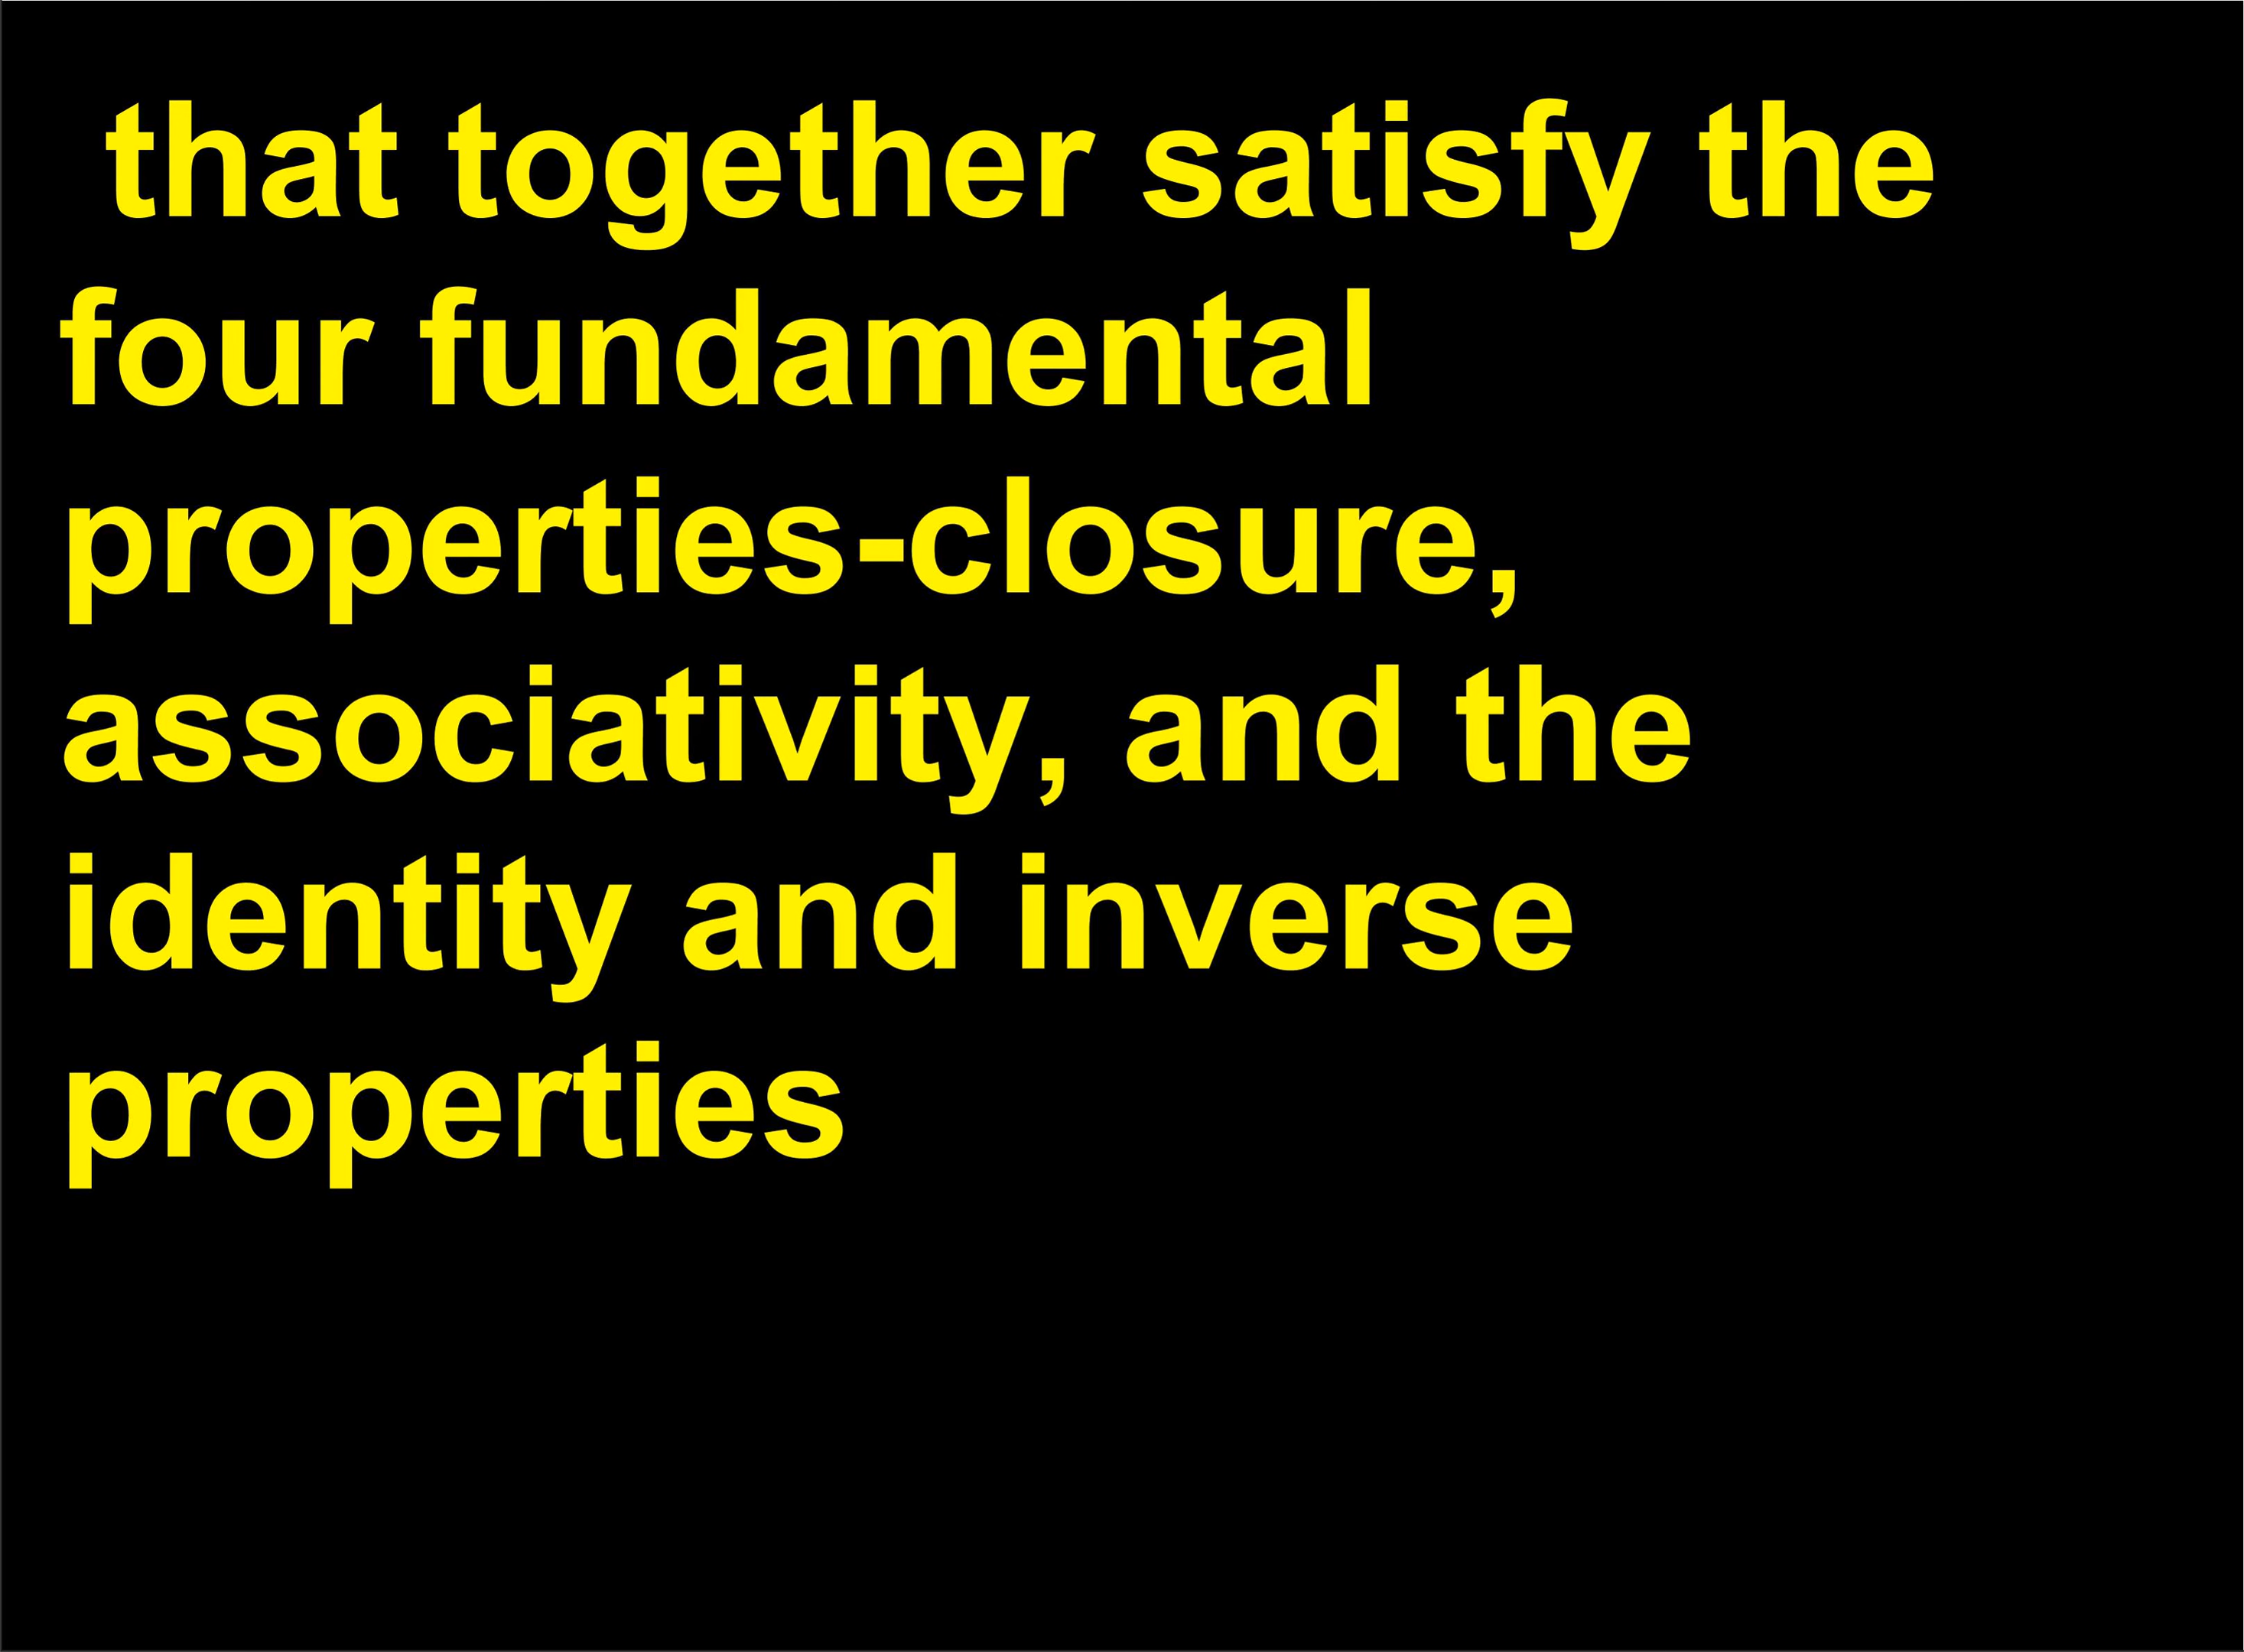 that together satisfy the
four fundamental
properties-closure,
associativity, and the
identity and inverse
properties